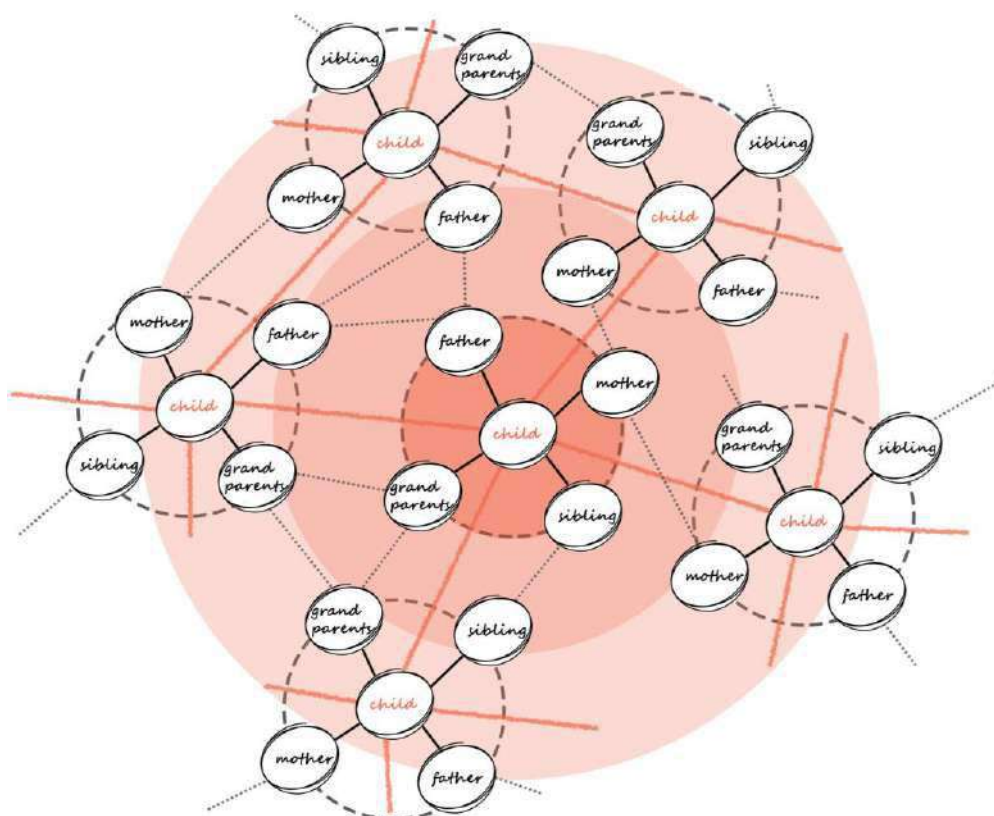 sibling
grand
parents
child
mother
father
grand
parents
sibling
child
mother
father
mother
father
child
sibling
grand
parents
father
mother
child
grand
parents
sibling
grand
parents
sibling
child
mother
father
grand
parents
sibling
child
mother
father